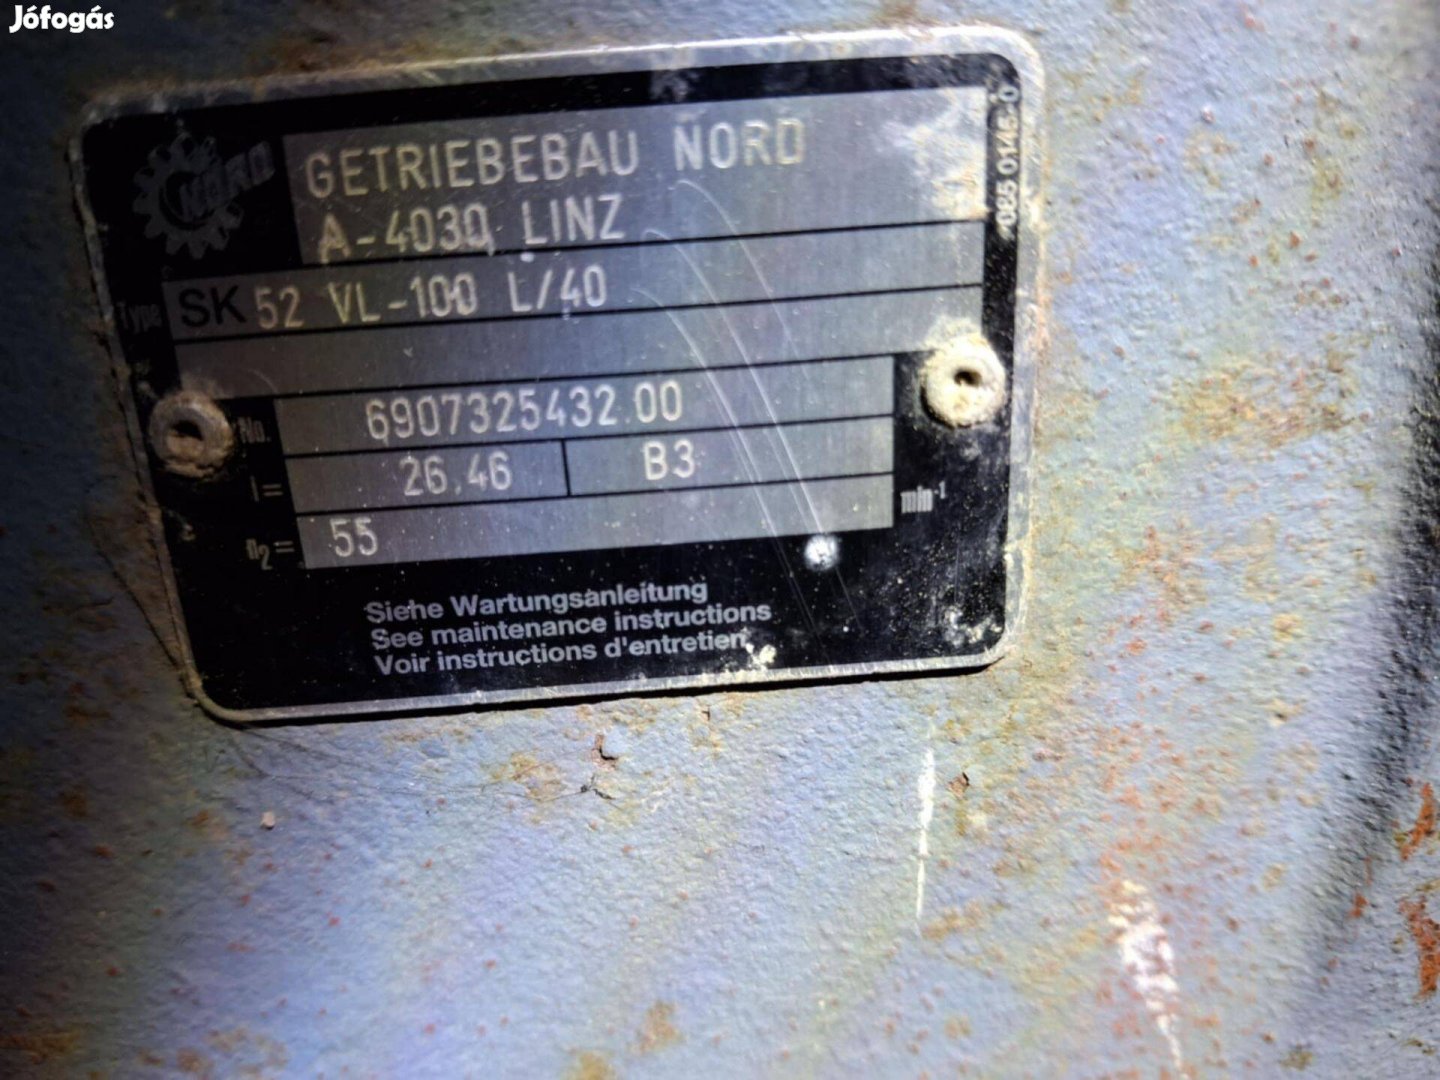 Jófogás
NORD
GETRIEBEBAU NORD
A-4030 LINZ
085 0145-0
Type SK 52 VL-100 L/40
No. 6907325432.00
i= 26,46 B3
n2= 55 min-1
Siehe Wartungsanleitung
See maintenance instructions
Voir instructions d'entretien